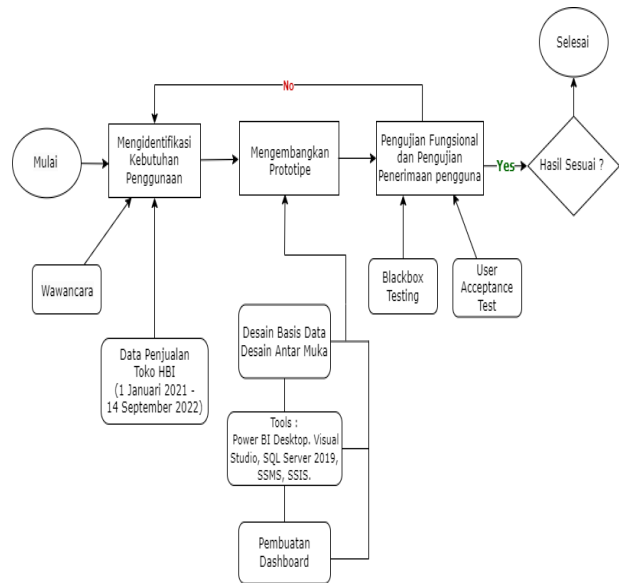 Selesai
No
Mulai
Mengidentifikasi
Kebutuhan
Penggunaan
Mengembangkan
Prototipe
Pengujian Fungsional
dan Pengujian
Penerimaan pengguna
Yes
Hasil Sesuai ?
Wawancara
Blackbox
Testing
User
Acceptance
Test
Data Penjualan
Toko HBI
(1 Januari 2021 -
14 September 2022)
Desain Basis Data
Desain Antar Muka
Tools :
Power BI Desktop. Visual
Studio, SQL Server 2019,
SSMS, SSIS.
Pembuatan
Dashboard